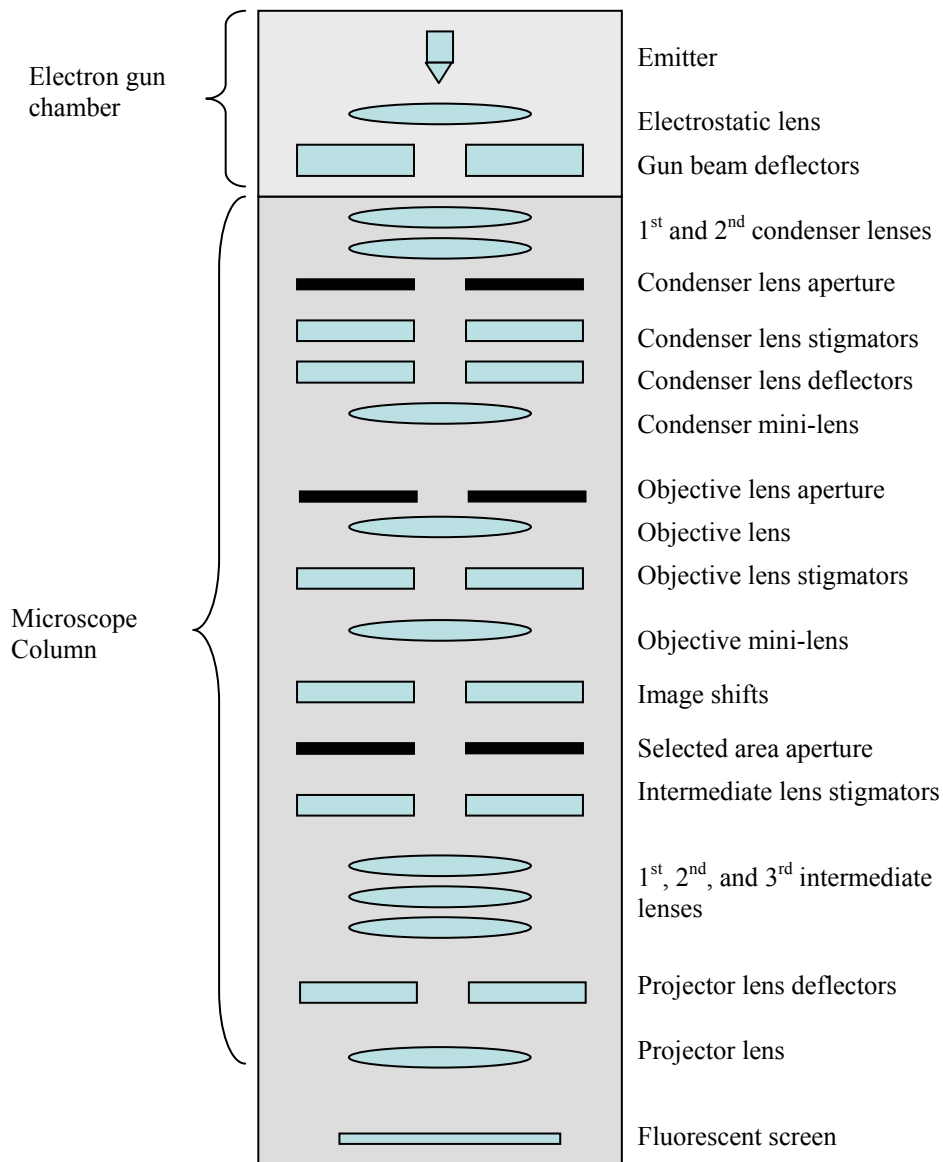 Electron gun
chamber
Microscope
Column
Emitter
Electrostatic lens
Gun beam deflectors
1st and 2nd condenser lenses
Condenser lens aperture
Condenser lens stigmators
Condenser lens deflectors
Condenser mini-lens
Objective lens aperture
Objective lens
Objective lens stigmators
Objective mini-lens
Image shifts
Selected area aperture
Intermediate lens stigmators
1st, 2nd, and 3rd intermediate
lenses
Projector lens deflectors
Projector lens
Fluorescent screen